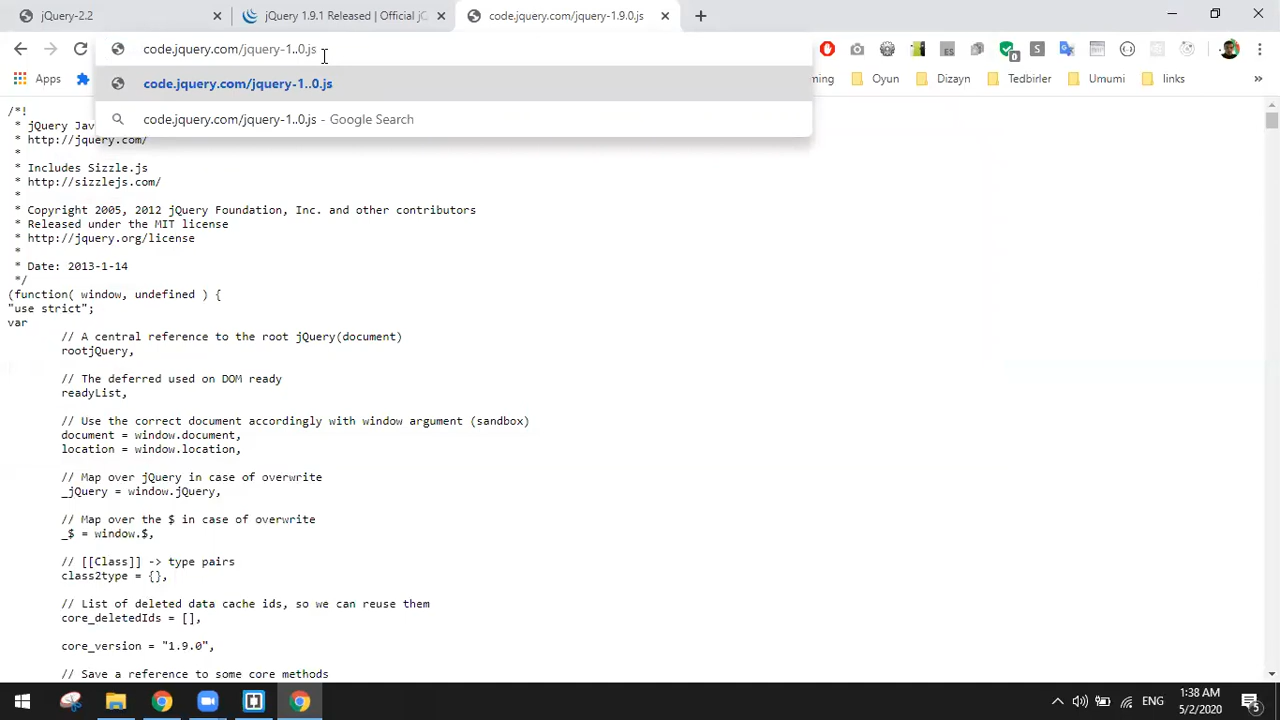 jQuery-2.2
jQuery 1.9.1 Released | Official jQ
code.jquery.com/jquery-1.9.0.js
code.jquery.com/jquery-1..0.js
Apps
ming
Oyun
Dizayn
Tedbirler
Umumi
links
»
code.jquery.com/jquery-1..0.js
code.jquery.com/jquery-1..0.js - Google Search
/*!
* jQuery Jav
* http://jquery.com/
*
* Includes Sizzle.js
* http://sizzlejs.com/
*
* Copyright 2005, 2012 jQuery Foundation, Inc. and other contributors
* Released under the MIT license
* http://jquery.org/license
*
* Date: 2013-1-14
*/
(function( window, undefined ) {
"use strict";
var
// A central reference to the root jQuery(document)
rootjQuery,
// The deferred used on DOM ready
readyList,
// Use the correct document accordingly with window argument (sandbox)
document = window.document,
location = window.location,
// Map over jQuery in case of overwrite
_jQuery = window.jQuery,
// Map over the $ in case of overwrite
_$ = window.$,
// [[Class]] -> type pairs
class2type = {},
// List of deleted data cache ids, so we can reuse them
core_deletedIds = [],
core_version = "1.9.0",
// Save a reference to some core methods
ENG
1:38 AM
5/2/2020
5